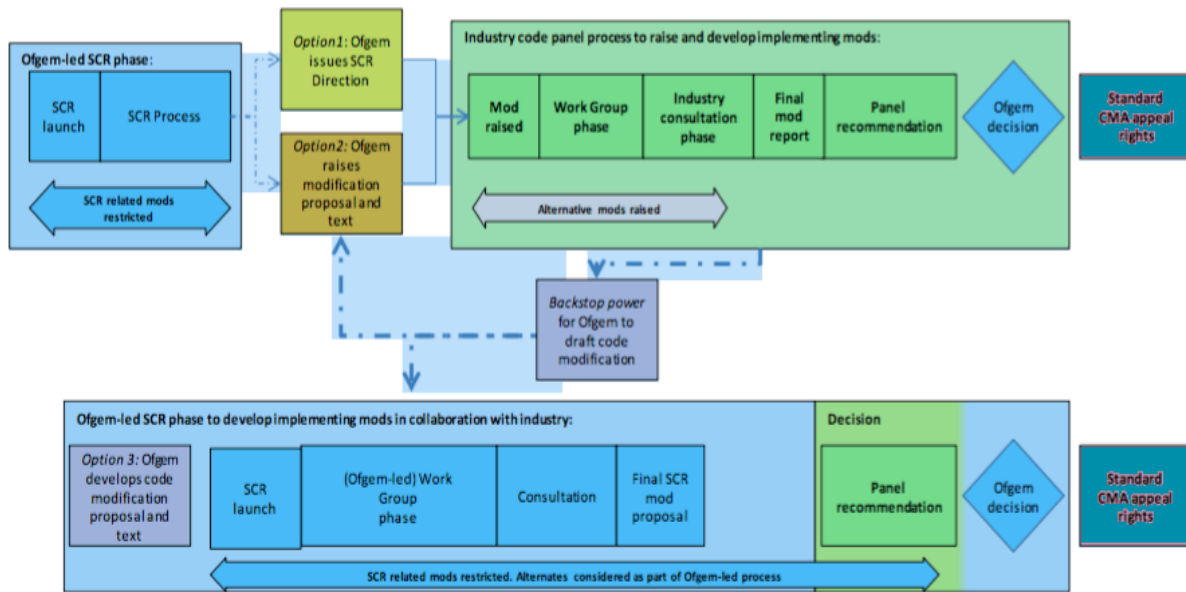 Ofgem-led SCR phase:
SCR
launch
SCR Process
SCR related mods
restricted
Option1: Ofgem
issues SCR
Direction
Option2: Ofgem
raises
modification
proposal and
text
Industry code panel process to raise and develop implementing mods:
Mod
raised
Work Group
phase
Industry
consultation
phase
Final
mod
report
Panel
recommendation
Ofgem
decision
Alternative mods raised
Standard
CMA appeal
rights
Backstop power
for Ofgem to
draft code
modification
Ofgem-led SCR phase to develop implementing mods in collaboration with industry:
Option 3: Ofgem
develops code
modification
proposal and
text
SCR
launch
(Ofgem-led) Work
Group
phase
Consultation
Final SCR
mod
proposal
Decision
Panel
recommendation
Ofgem
decision
SCR related mods restricted. Alternates considered as part of Ofgem-led process
Standard
CMA appeal
rights